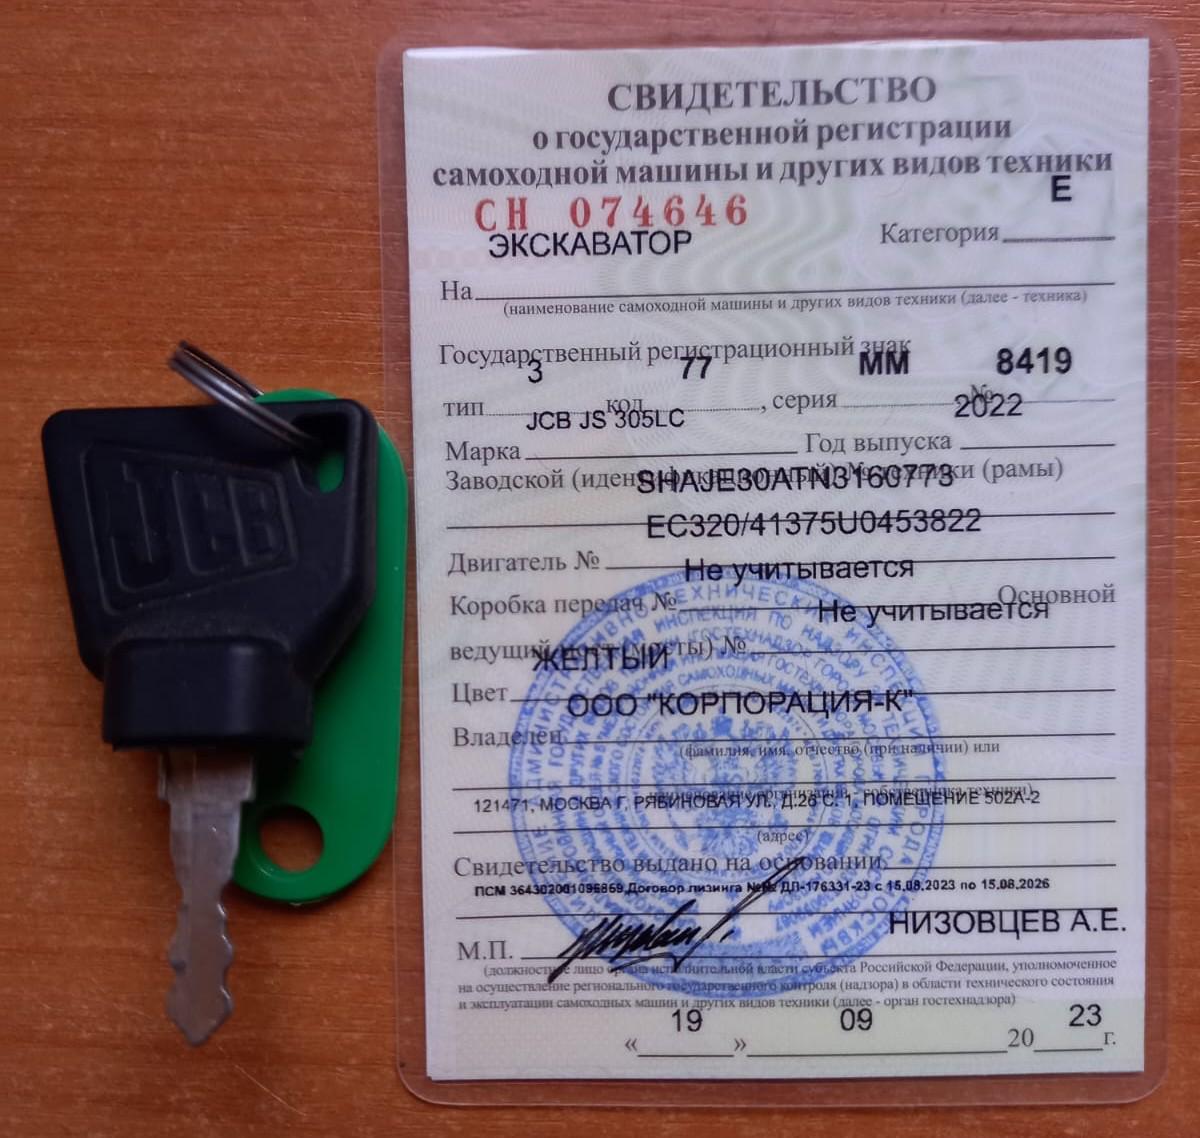 JCB
СВИДЕТЕЛЬСТВО
о государственной регистрации
самоходной машины и других видов техники
СН 074646
Е
ЭКСКАВАТОР
Категория
На
(наименование самоходной машины и других видов техники (далее - техника)
Государственный регистрационный знак
3 77 ММ 8419
тип код , серия №
JCB JS 305LC 2022
Марка Год выпуска
Заводской (идентификационный) № техники (рамы)
SHAJE30ATN3160773
EC320/41375U0453822
Двигатель №
Не учитывается
Коробка передач № Основной
Не учитывается
ведущий мост (мосты) №
ЖЕЛТЫЙ
Цвет
ООО "КОРПОРАЦИЯ-К"
Владелец
(фамилия, имя, отчество (при наличии) или
наименование организации - собственника техники)
121471, МОСКВА Г, РЯБИНОВАЯ УЛ., Д.26 С. 1, ПОМЕЩЕНИЕ 502А-2
(адрес)
Свидетельство выдано на основании
ПСМ 364302001096869,Договор лизинга №№ ДЛ-176331-23 с 15.08.2023 по 15.08.2026
НИЗОВЦЕВ А.Е.
М.П.
(должностное лицо органа исполнительной власти субъекта Российской Федерации, уполномоченное
на осуществление регионального государственного контроля (надзора) в области технического состояния
и эксплуатации самоходных машин и других видов техники (далее - орган гостехнадзора)
19 09 23
« » 20 г.